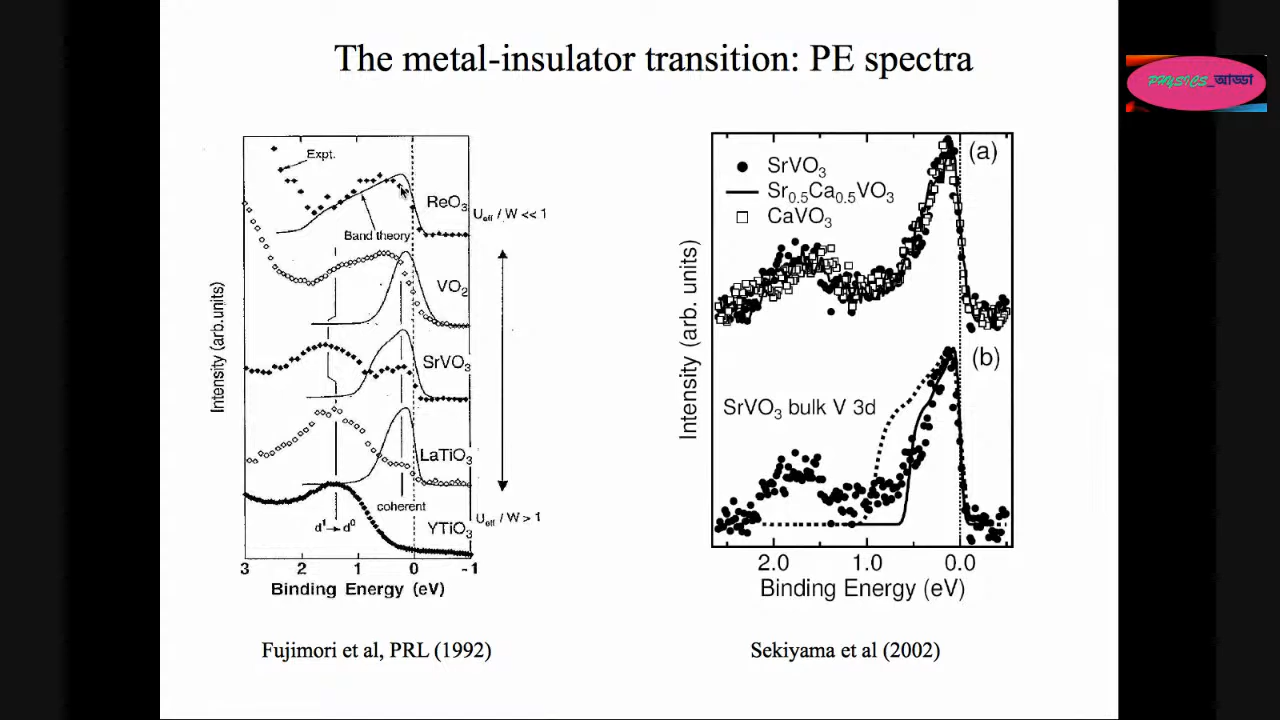 The metal-insulator transition: PE spectra
PHYSICS_আড্ডা
Expt.
ReO3
Ueff / W << 1
Band theory
VO2
SrVO3
LaTiO3
coherent
Ueff / W > 1
d1→d0
YTiO3
Intensity (arb.units)
3 2 1 0 -1
Binding Energy (eV)
Fujimori et al, PRL (1992)
(a)
SrVO3
Sr0.5Ca0.5VO3
CaVO3
(b)
SrVO3 bulk V 3d
Intensity (arb. units)
2.0 1.0 0.0
Binding Energy (eV)
Sekiyama et al (2002)